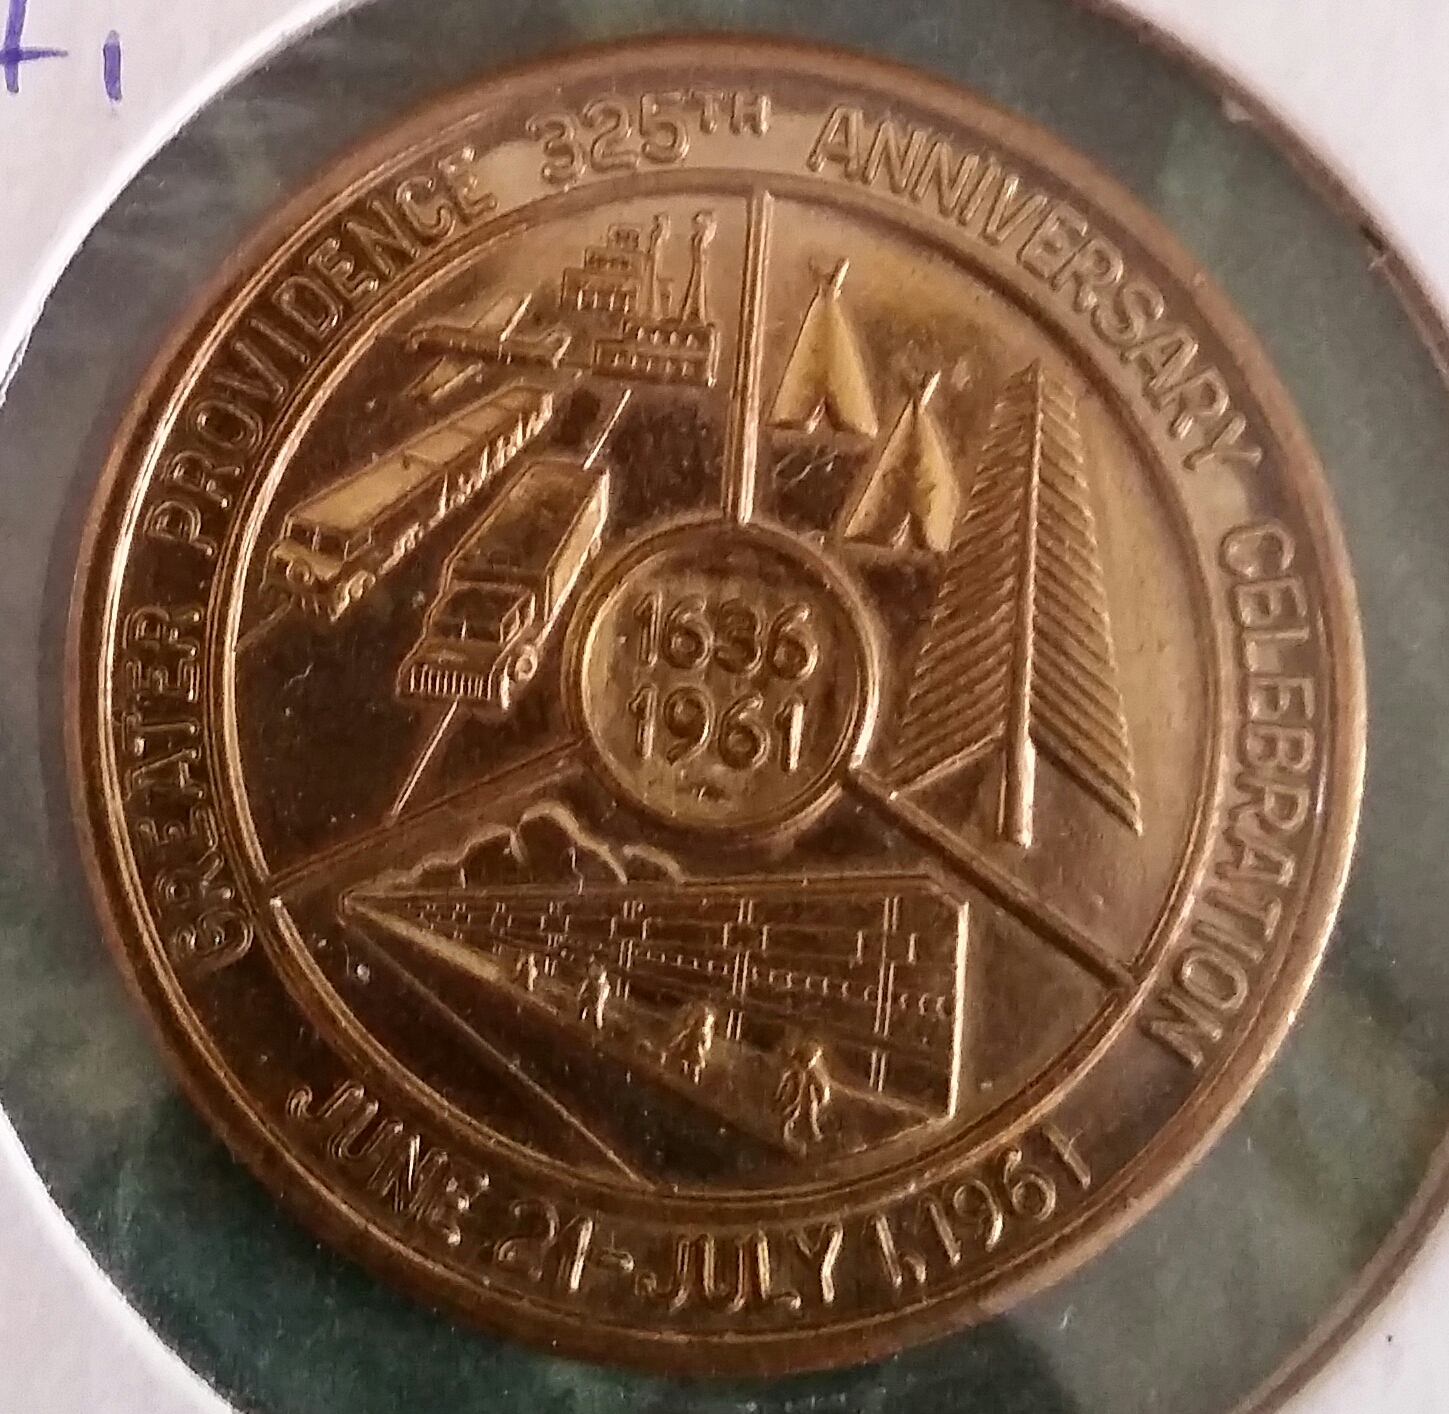 GREATER PROVIDENCE 325TH ANNIVERSARY CELEBRATION
1636
1961
JUNE 21-JULY 1, 1961